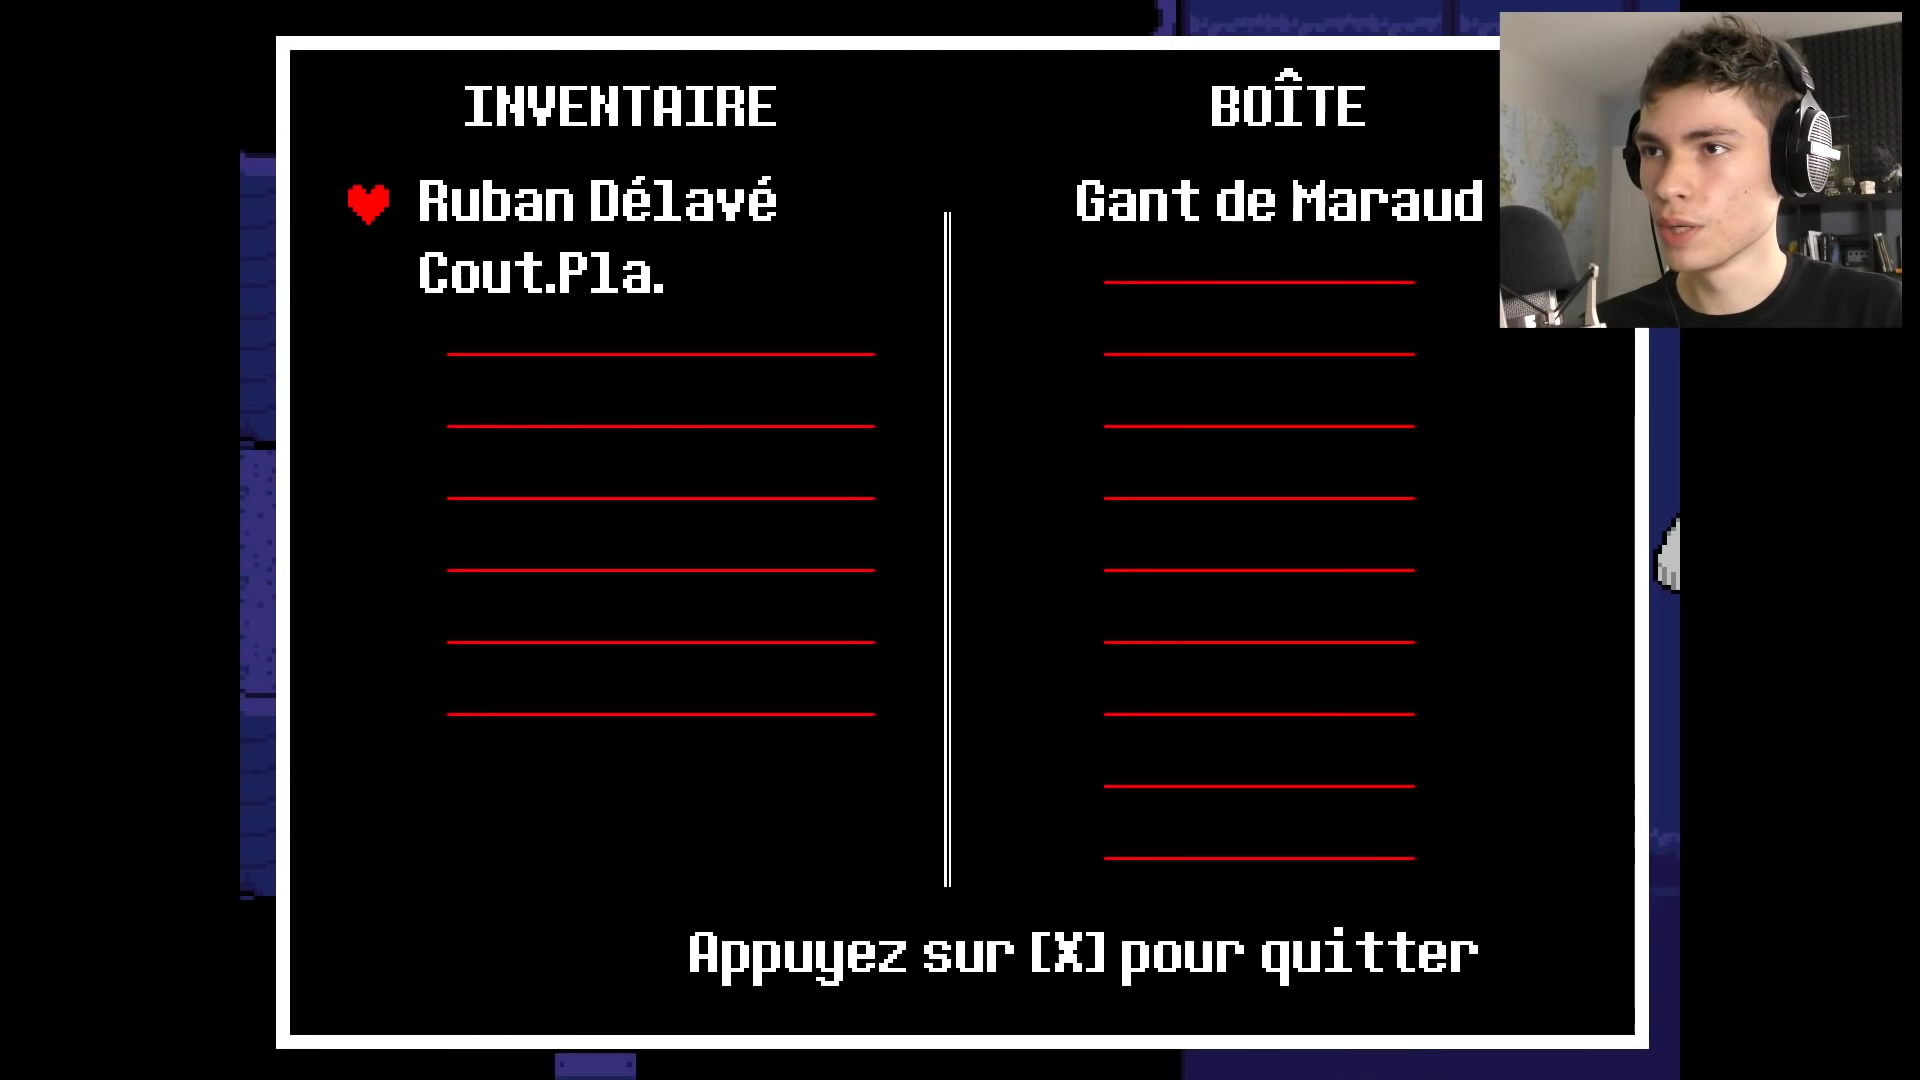 INVENTAIRE
BOÎTE
Ruban Délavé
Gant de Maraud
Cout.Pla.
Appuyez sur [X] pour quitter